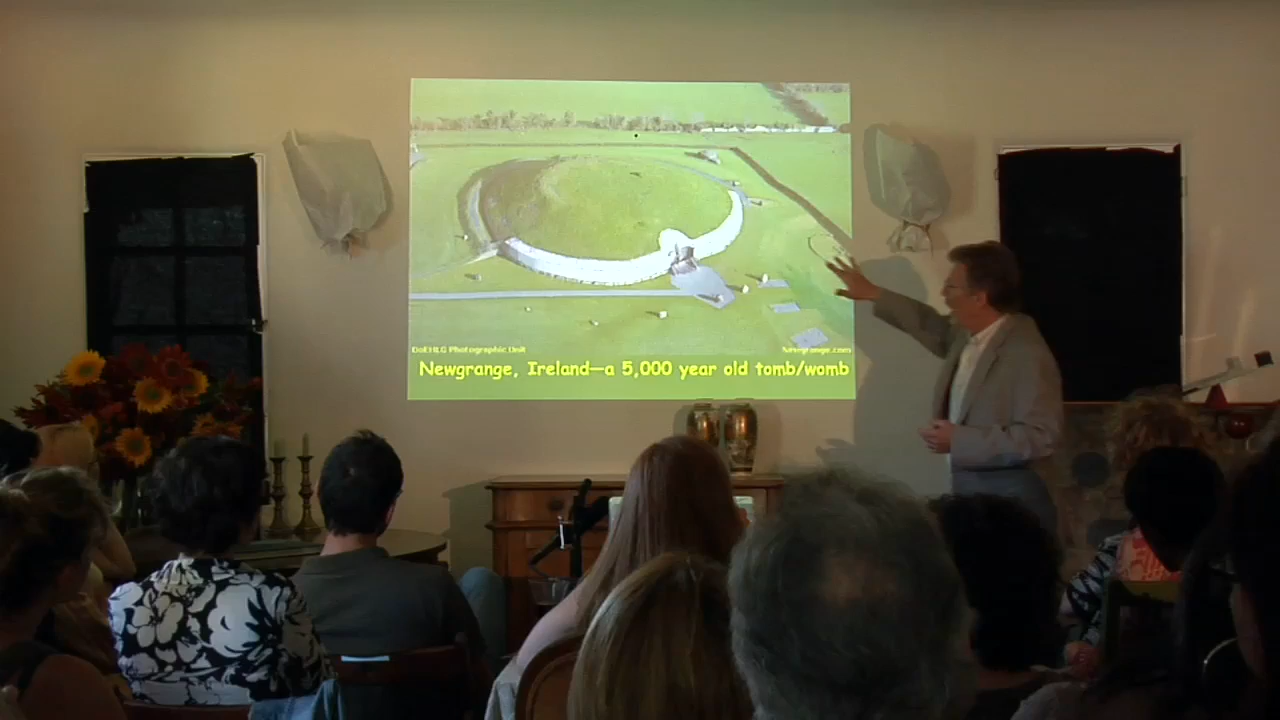 DoEHLG Photographic Unit
Newgrange.com
Newgrange, Ireland—a 5,000 year old tomb/womb